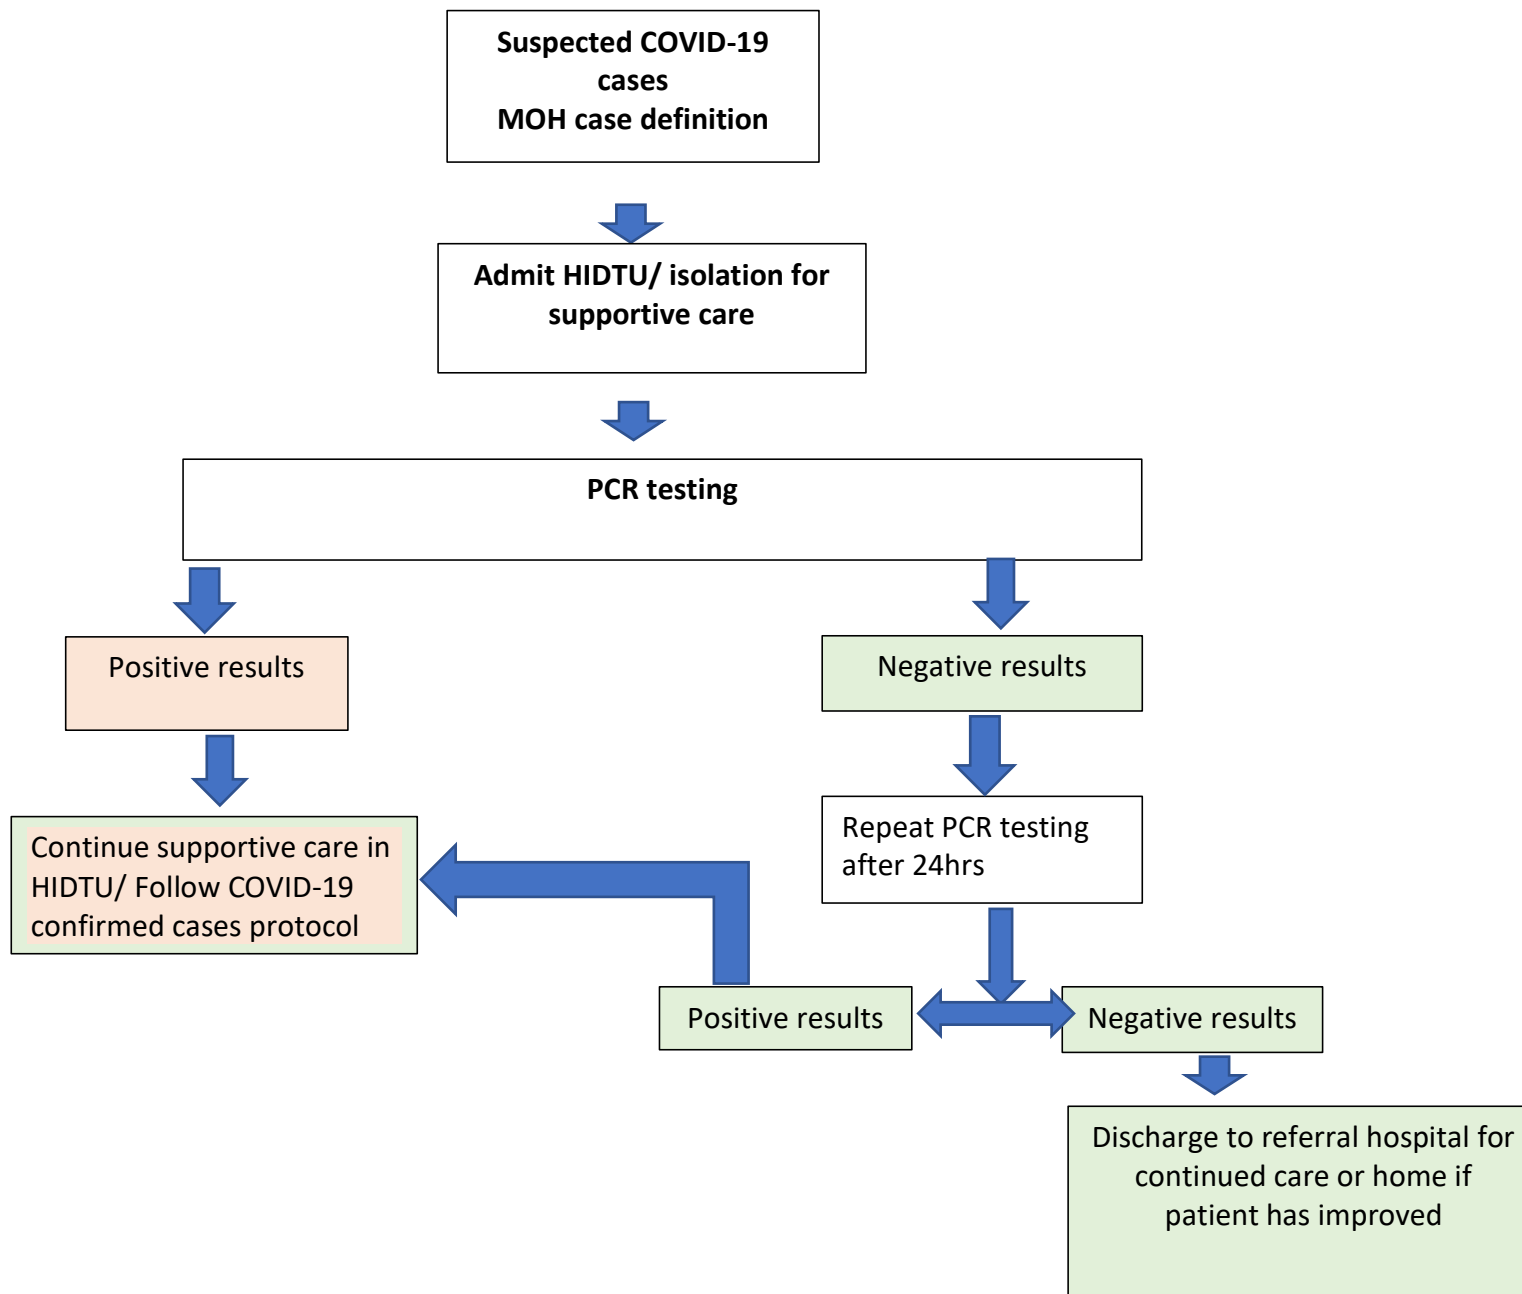 Suspected COVID-19
cases
MOH case definition
Admit HIDTU/ isolation for
supportive care
PCR testing
Positive results
Negative results
Continue supportive care in
HIDTU/ Follow COVID-19
confirmed cases protocol
Repeat PCR testing
after 24hrs
Positive results
Negative results
Discharge to referral hospital for
continued care or home if
patient has improved